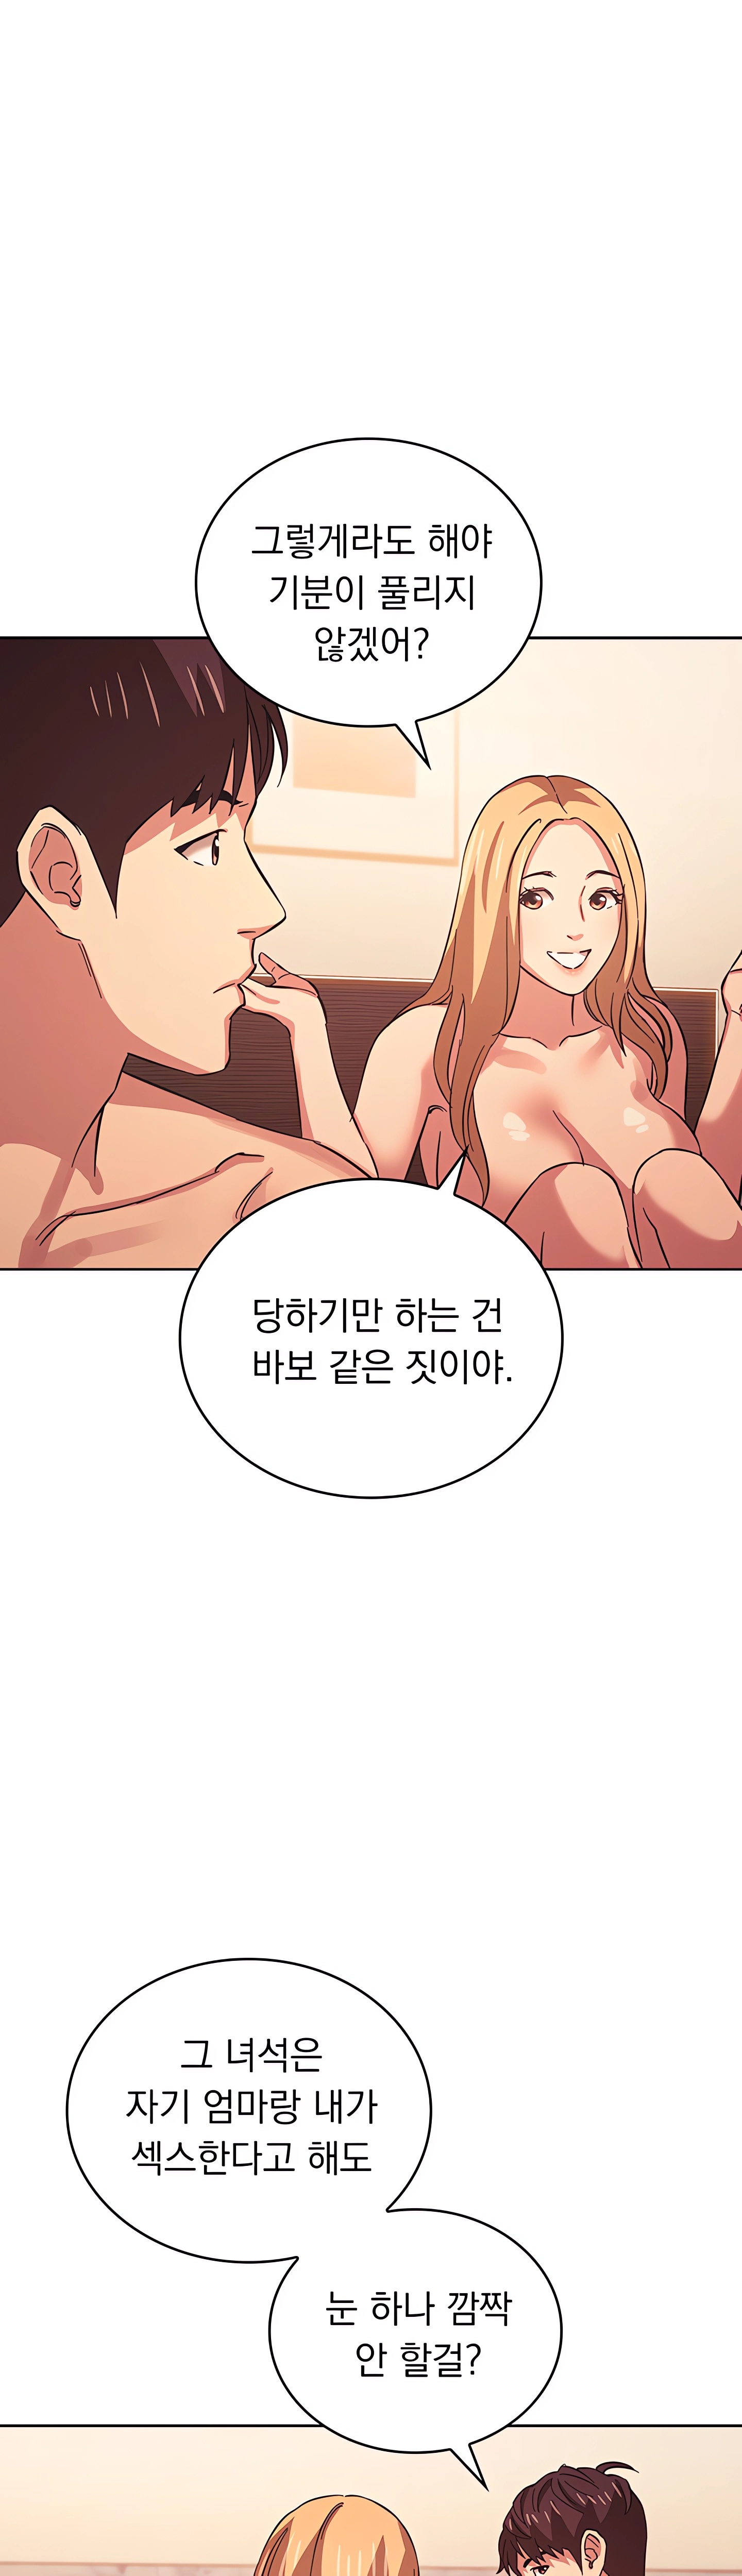 그렇게라도 해야
기분이 풀리지
않겠어?
당하기만 하는 건
바보 같은 짓이야.
그 녀석은
자기 엄마랑 내가
섹스한다고 해도
눈 하나 깜짝
안 할걸?